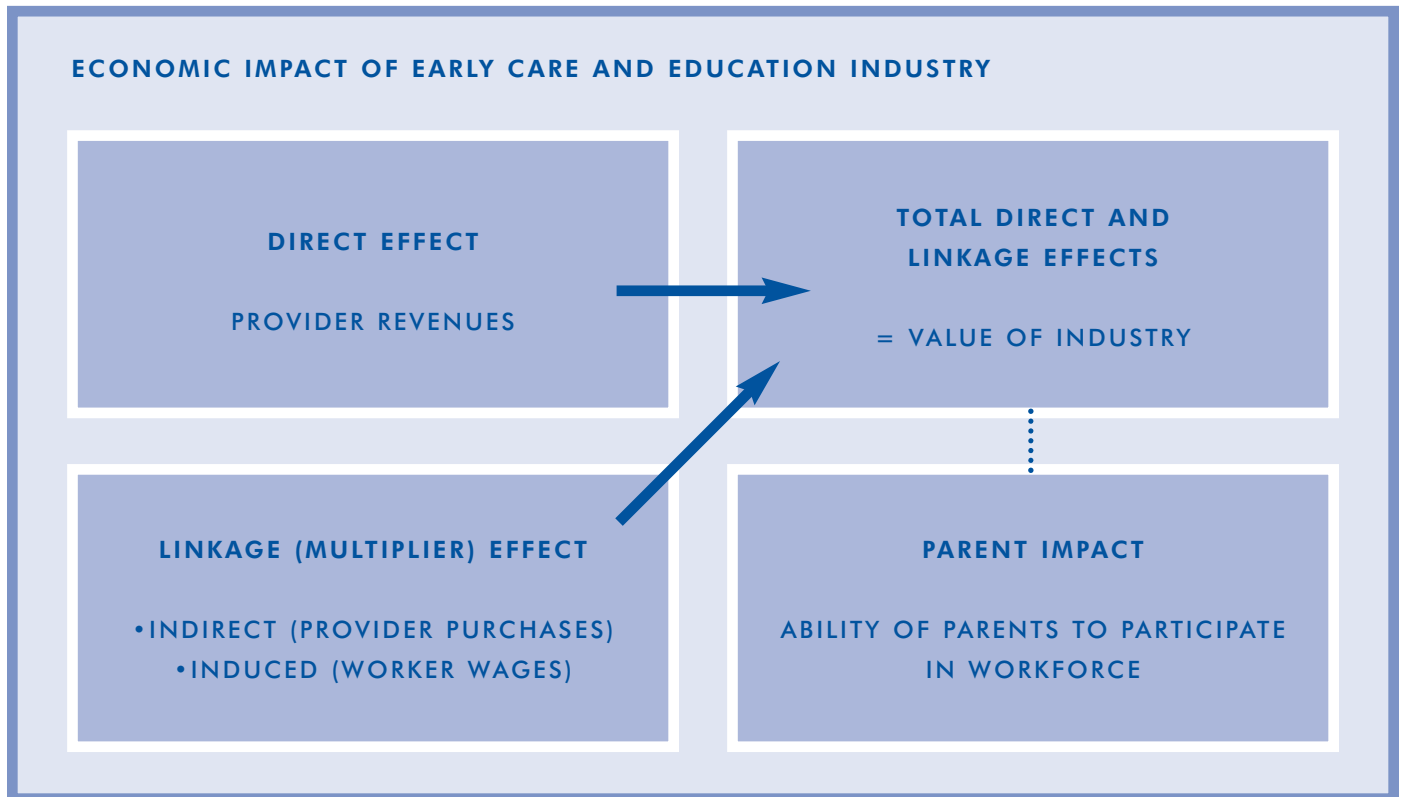 ECONOMIC IMPACT OF EARLY CARE AND EDUCATION INDUSTRY
DIRECT EFFECT
PROVIDER REVENUES
TOTAL DIRECT AND
LINKAGE EFFECTS
= VALUE OF INDUSTRY
LINKAGE (MULTIPLIER) EFFECT
•INDIRECT (PROVIDER PURCHASES)
•INDUCED (WORKER WAGES)
PARENT IMPACT
ABILITY OF PARENTS TO PARTICIPATE
IN WORKFORCE